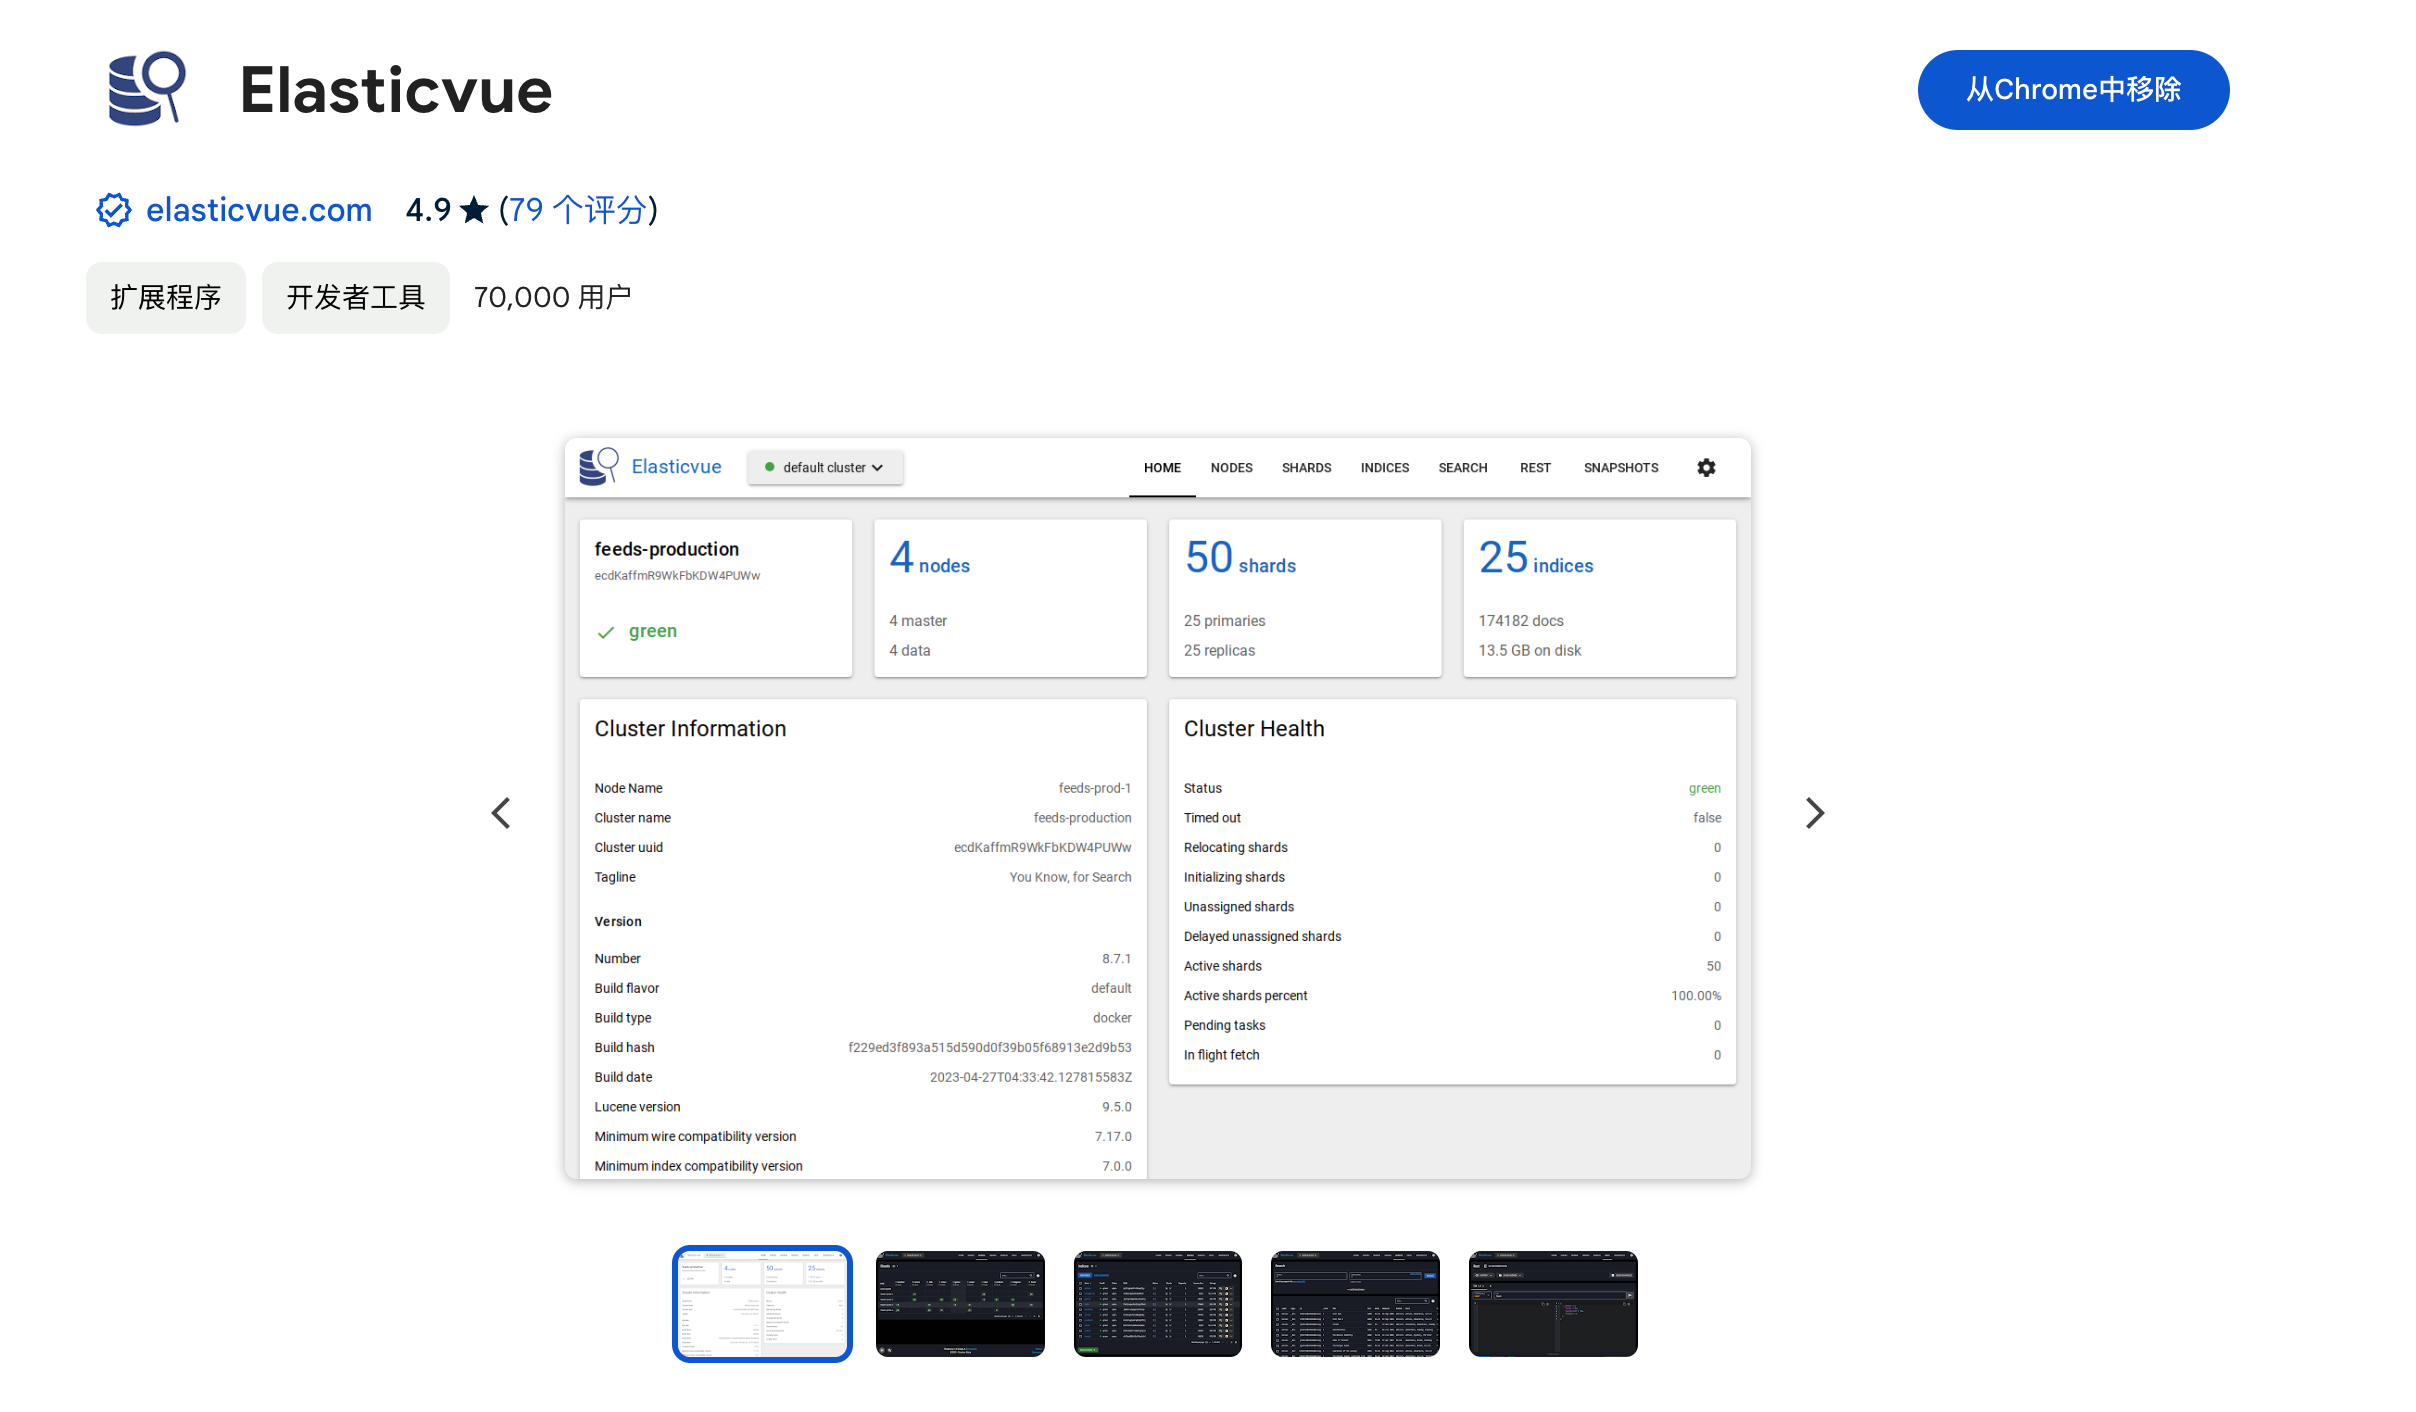 Elasticvue
从Chrome中移除
elasticvue.com 4.9 ★ (79 个评分)
扩展程序 开发者工具 70,000 用户
Elasticvue default cluster HOME NODES SHARDS INDICES SEARCH REST SNAPSHOTS
feeds-production
ecdKaffmR9WkFbKDW4PUWw
green
4 nodes
4 master
4 data
50 shards
25 primaries
25 replicas
25 indices
174182 docs
13.5 GB on disk
Cluster Information
Node Name feeds-prod-1
Cluster name feeds-production
Cluster uuid ecdKaffmR9WkFbKDW4PUWw
Tagline You Know, for Search
Version
Number 8.7.1
Build flavor default
Build type docker
Build hash f229ed3f893a515d590d0f39b05f68913e2d9b53
Build date 2023-04-27T04:33:42.127815583Z
Lucene version 9.5.0
Minimum wire compatibility version 7.17.0
Minimum index compatibility version 7.0.0
Cluster Health
Status green
Timed out false
Relocating shards 0
Initializing shards 0
Unassigned shards 0
Delayed unassigned shards 0
Active shards 50
Active shards percent 100.00%
Pending tasks 0
In flight fetch 0